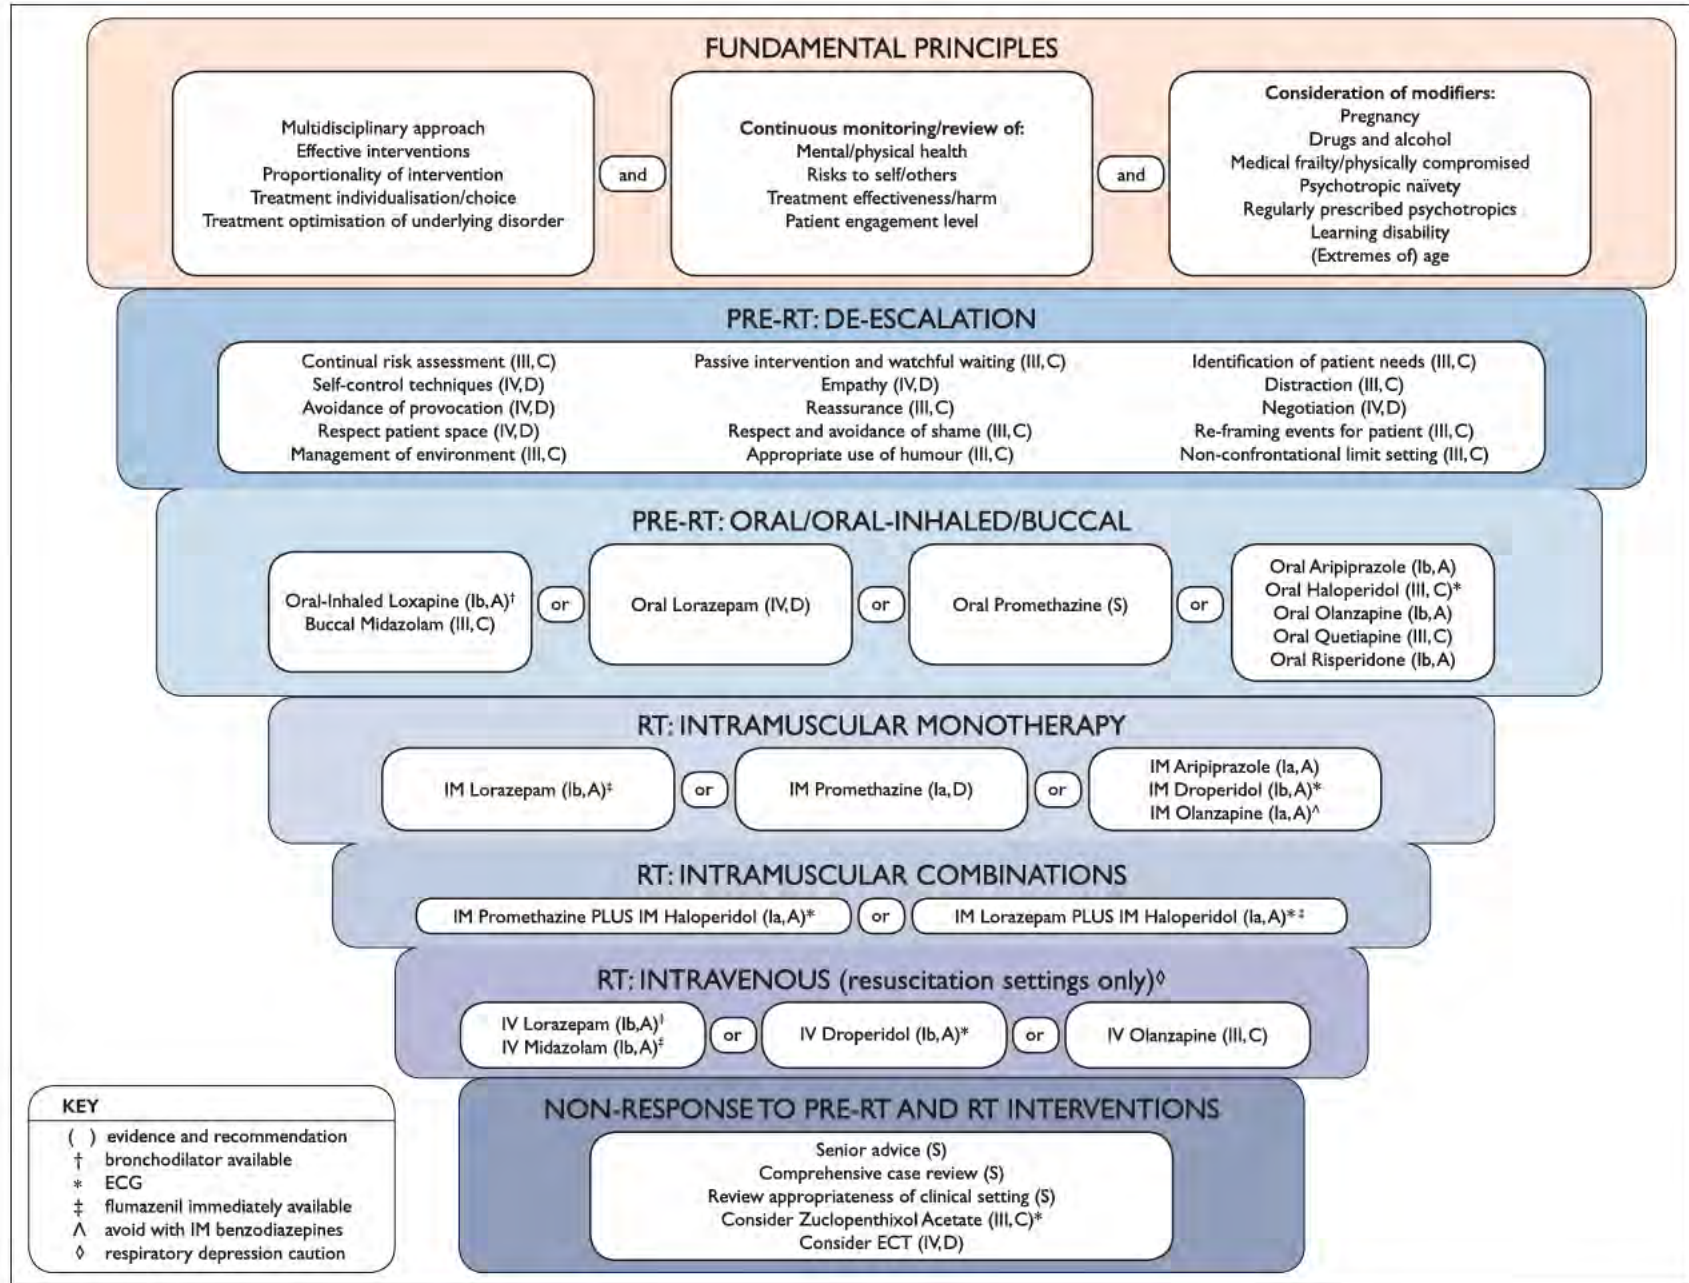 FUNDAMENTAL PRINCIPLES
Multidisciplinary approach
Effective interventions
Proportionality of intervention
Treatment individualisation/choice
Treatment optimisation of underlying disorder
and
Continuous monitoring/review of:
Mental/physical health
Risks to self/others
Treatment effectiveness/harm
Patient engagement level
and
Consideration of modifiers:
Pregnancy
Drugs and alcohol
Medical frailty/physically compromised
Psychotropic naïvety
Regularly prescribed psychotropics
Learning disability
(Extremes of) age
PRE-RT: DE-ESCALATION
Continual risk assessment (III, C)
Self-control techniques (IV, D)
Avoidance of provocation (IV, D)
Respect patient space (IV, D)
Management of environment (III, C)
Passive intervention and watchful waiting (III, C)
Empathy (IV, D)
Reassurance (III, C)
Respect and avoidance of shame (III, C)
Appropriate use of humour (III, C)
Identification of patient needs (III, C)
Distraction (III, C)
Negotiation (IV, D)
Re-framing events for patient (III, C)
Non-confrontational limit setting (III, C)
PRE-RT: ORAL/ORAL-INHALED/BUCCAL
Oral-Inhaled Loxapine (Ib, A)†
Buccal Midazolam (III, C)
or
Oral Lorazepam (IV, D)
or
Oral Promethazine (S)
or
Oral Aripiprazole (Ib, A)
Oral Haloperidol (III, C)*
Oral Olanzapine (Ib, A)
Oral Quetiapine (III, C)
Oral Risperidone (Ib, A)
RT: INTRAMUSCULAR MONOTHERAPY
IM Lorazepam (Ib, A)‡
or
IM Promethazine (Ia, D)
or
IM Aripiprazole (Ia, A)
IM Droperidol (Ib, A)*
IM Olanzapine (Ia, A)^
RT: INTRAMUSCULAR COMBINATIONS
IM Promethazine PLUS IM Haloperidol (Ia, A)*
or
IM Lorazepam PLUS IM Haloperidol (Ia, A)*‡
RT: INTRAVENOUS (resuscitation settings only)◊
IV Lorazepam (Ib, A)‡
IV Midazolam (Ib, A)‡
or
IV Droperidol (Ib, A)*
or
IV Olanzapine (III, C)
NON-RESPONSE TO PRE-RT AND RT INTERVENTIONS
Senior advice (S)
Comprehensive case review (S)
Review appropriateness of clinical setting (S)
Consider Zuclopenthixol Acetate (III, C)*
Consider ECT (IV, D)
KEY
( ) evidence and recommendation
† bronchodilator available
* ECG
‡ flumazenil immediately available
Λ avoid with IM benzodiazepines
◊ respiratory depression caution